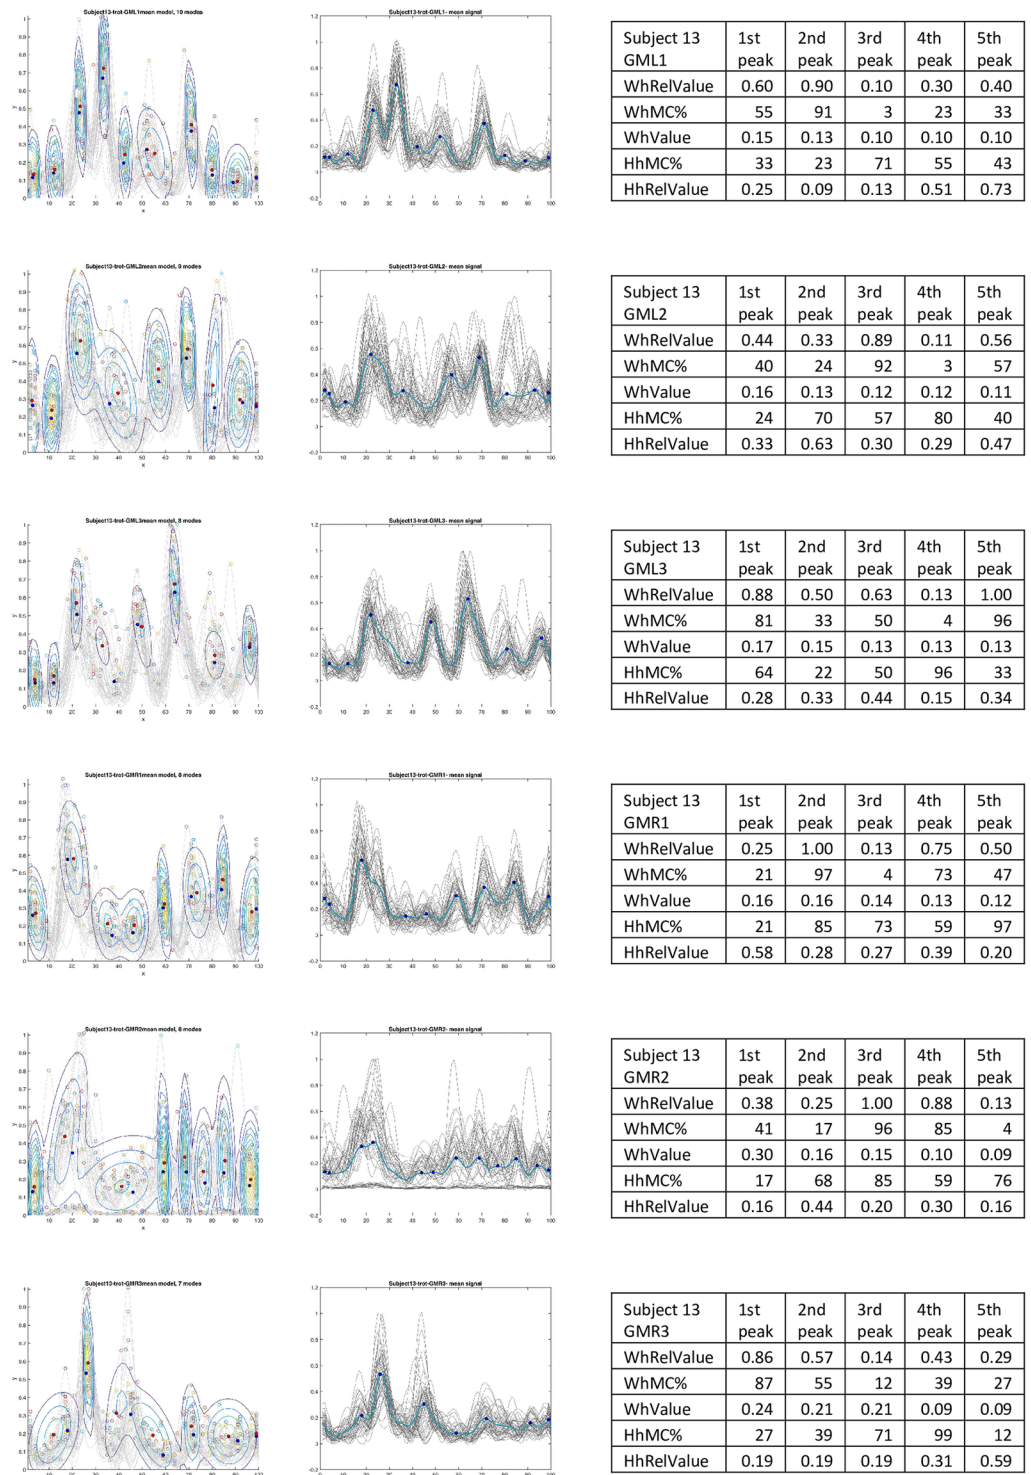 Subject13-trot-GML1mean model, 10 modes
Subject13-trot-GML1- mean signal
Subject 13 GML1 1st peak 2nd peak 3rd peak 4th peak 5th peak
WhRelValue 0.60 0.90 0.10 0.30 0.40
WhMC% 55 91 3 23 33
WhValue 0.15 0.13 0.10 0.10 0.10
HhMC% 33 23 71 55 43
HhRelValue 0.25 0.09 0.13 0.51 0.73
Subject13-trot-GML2mean model, 9 modes
Subject13-trot-GML2- mean signal
Subject 13 GML2 1st peak 2nd peak 3rd peak 4th peak 5th peak
WhRelValue 0.44 0.33 0.89 0.11 0.56
WhMC% 40 24 92 3 57
WhValue 0.16 0.13 0.12 0.12 0.11
HhMC% 24 70 57 80 40
HhRelValue 0.33 0.63 0.30 0.29 0.47
Subject13-trot-GML3mean model, 8 modes
Subject13-trot-GML3- mean signal
Subject 13 GML3 1st peak 2nd peak 3rd peak 4th peak 5th peak
WhRelValue 0.88 0.50 0.63 0.13 1.00
WhMC% 81 33 50 4 96
WhValue 0.17 0.15 0.13 0.13 0.13
HhMC% 64 22 50 96 33
HhRelValue 0.28 0.33 0.44 0.15 0.34
Subject13-trot-GMR1mean model, 8 modes
Subject13-trot-GMR1- mean signal
Subject 13 GMR1 1st peak 2nd peak 3rd peak 4th peak 5th peak
WhRelValue 0.25 1.00 0.13 0.75 0.50
WhMC% 21 97 4 73 47
WhValue 0.16 0.16 0.14 0.13 0.12
HhMC% 21 85 73 59 97
HhRelValue 0.58 0.28 0.27 0.39 0.20
Subject13-trot-GMR2mean model, 8 modes
Subject13-trot-GMR2- mean signal
Subject 13 GMR2 1st peak 2nd peak 3rd peak 4th peak 5th peak
WhRelValue 0.38 0.25 1.00 0.88 0.13
WhMC% 41 17 96 85 4
WhValue 0.30 0.16 0.15 0.10 0.09
HhMC% 17 68 85 59 76
HhRelValue 0.16 0.44 0.20 0.30 0.16
Subject13-trot-GMR3mean model, 7 modes
Subject13-trot-GMR3- mean signal
Subject 13 GMR3 1st peak 2nd peak 3rd peak 4th peak 5th peak
WhRelValue 0.86 0.57 0.14 0.43 0.29
WhMC% 87 55 12 39 27
WhValue 0.24 0.21 0.21 0.09 0.09
HhMC% 27 39 71 99 12
HhRelValue 0.19 0.19 0.19 0.31 0.59